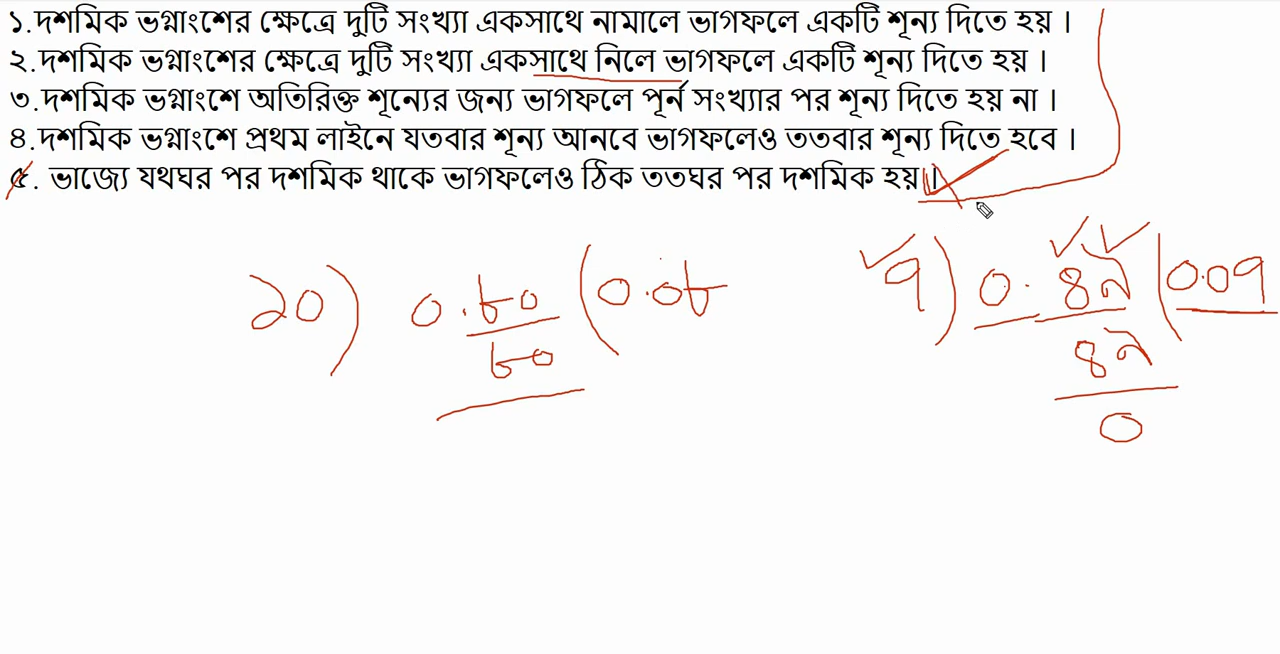 ১.দশমিক ভগ্নাংশের ক্ষেত্রে দুটি সংখ্যা একসাথে নামালে ভাগফলে একটি শূন্য দিতে হয় ।
২.দশমিক ভগ্নাংশের ক্ষেত্রে দুটি সংখ্যা একসাথে নিলে ভাগফলে একটি শূন্য দিতে হয় ।
৩.দশমিক ভগ্নাংশে অতিরিক্ত শূন্যের জন্য ভাগফলে পূর্ন সংখ্যার পর শূন্য দিতে হয় না ।
৪.দশমিক ভগ্নাংশে প্রথম লাইনে যতবার শূন্য আনবে ভাগফলেও ততবার শূন্য দিতে হবে ।
৫. ভাজ্যে যথঘর পর দশমিক থাকে ভাগফলেও ঠিক ততঘর পর দশমিক হয় ।
১০) ০.৮০ (০.০৮ ৭) ০.৪৯ (০.০৭
৮০ ৪৯
০